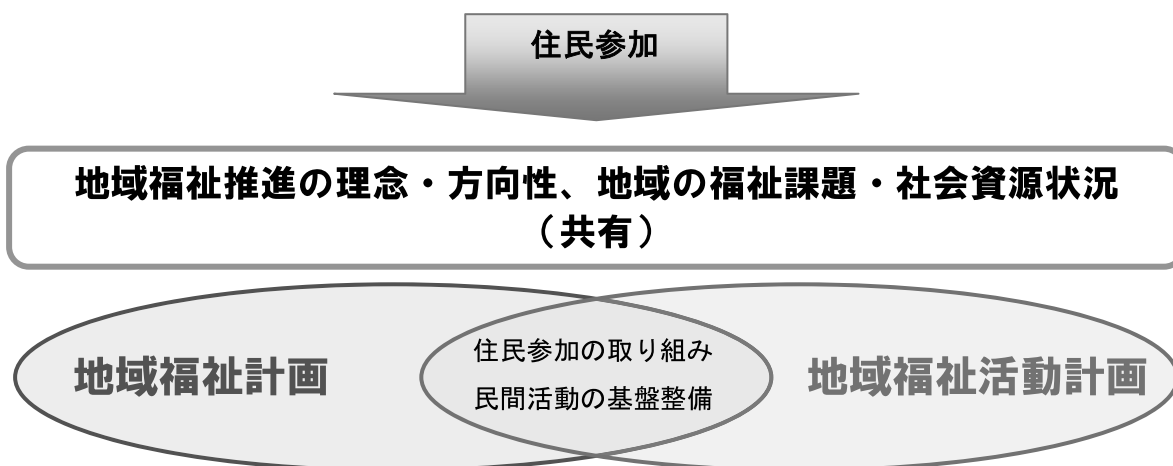 住民参加
地域福祉推進の理念・方向性、地域の福祉課題・社会資源状況
（共有）
地域福祉計画
住民参加の取り組み
民間活動の基盤整備
地域福祉活動計画